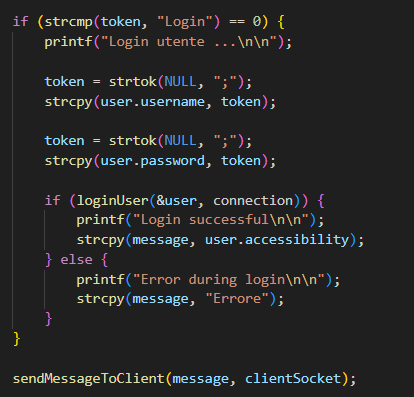 if (strcmp(token, "Login") == 0) {
    printf("Login utente ...\n\n");

    token = strtok(NULL, ";");
    strcpy(user.username, token);

    token = strtok(NULL, ";");
    strcpy(user.password, token);

    if (loginUser(&user, connection)) {
        printf("Login successful\n\n");
        strcpy(message, user.accessibility);
    } else {
        printf("Error during login\n\n");
        strcpy(message, "Errore");
    }
}

sendMessageToClient(message, clientSocket);